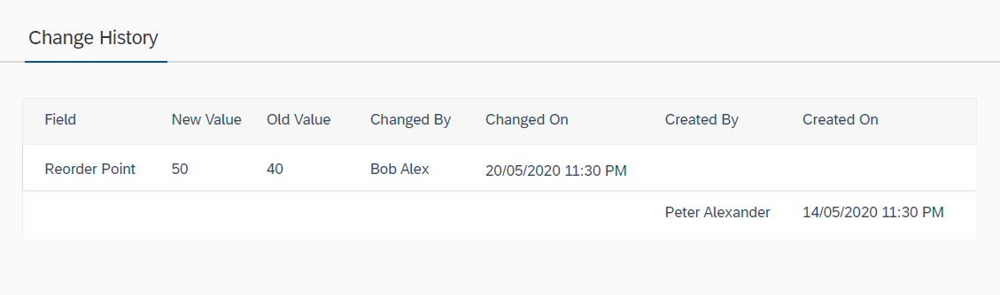 Change History
Field New Value Old Value Changed By Changed On Created By Created On
Reorder Point 50 40 Bob Alex 20/05/2020 11:30 PM
Peter Alexander 14/05/2020 11:30 PM